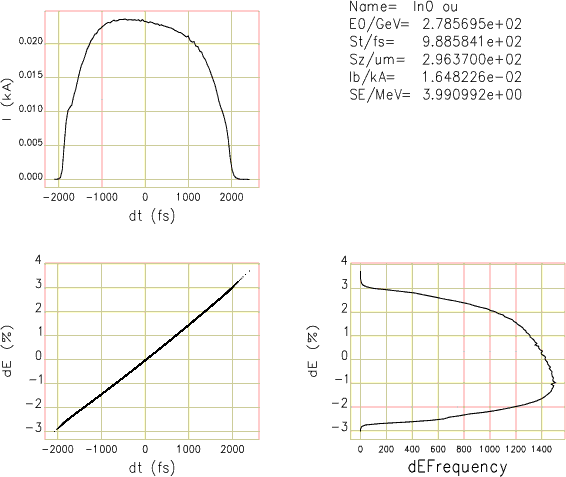 Name= In0 ou
E0/GeV= 2.785695e+02
St/fs= 9.885841e+02
Sz/um= 2.963700e+02
Ib/kA= 1.648226e-02
SE/MeV= 3.990992e+00
I (kA)
0.020
0.015
0.010
0.005
0.000
-2000 -1000 0 1000 2000
dt (fs)
dE (%)
4
3
2
1
0
-1
-2
-3
-2000 -1000 0 1000 2000
dt (fs)
dE (%)
4
3
2
1
0
-1
-2
-3
0 200 400 600 800 1000 1200 1400
dEFrequency